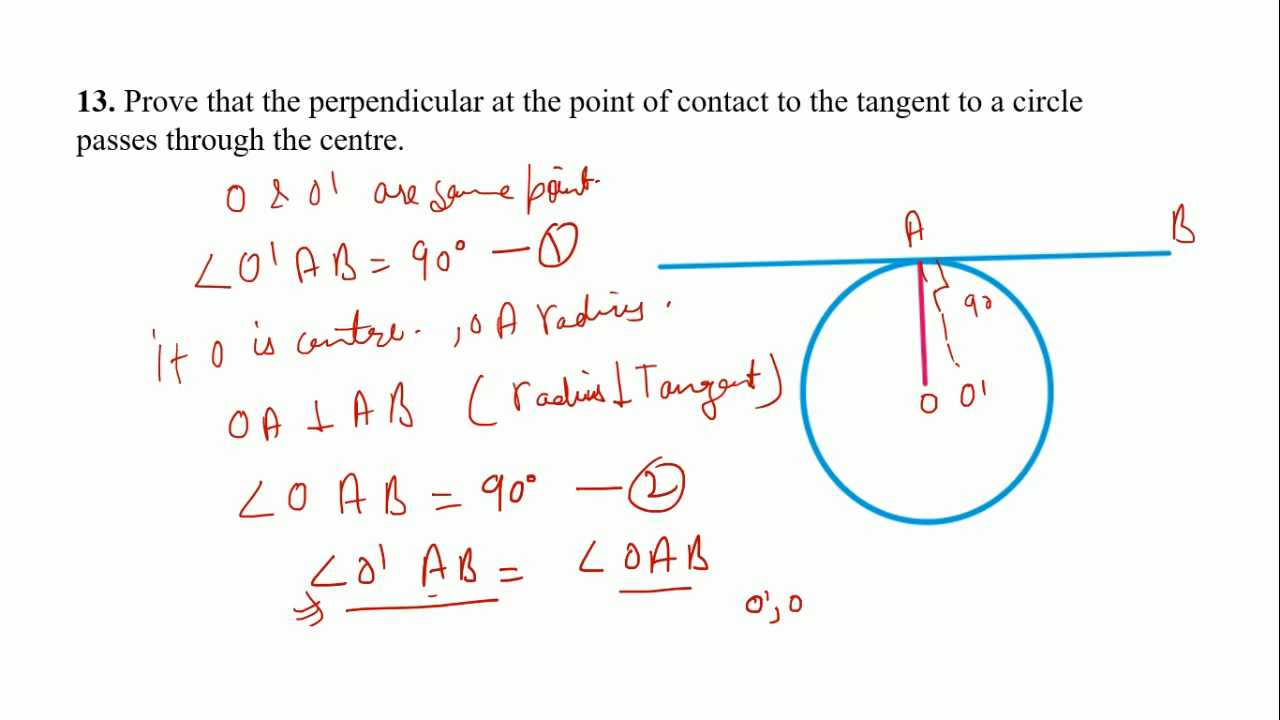 13. Prove that the perpendicular at the point of contact to the tangent to a circle
passes through the centre.
O & O' are same point.
∠O'AB = 90° — ①
it O is centre. , OA radius.
OA ⊥ AB (radius ⊥ Tangent)
∠OAB = 90° — ②
⇒ ∠O'AB = ∠OAB
O', O
A
B
90
O O'